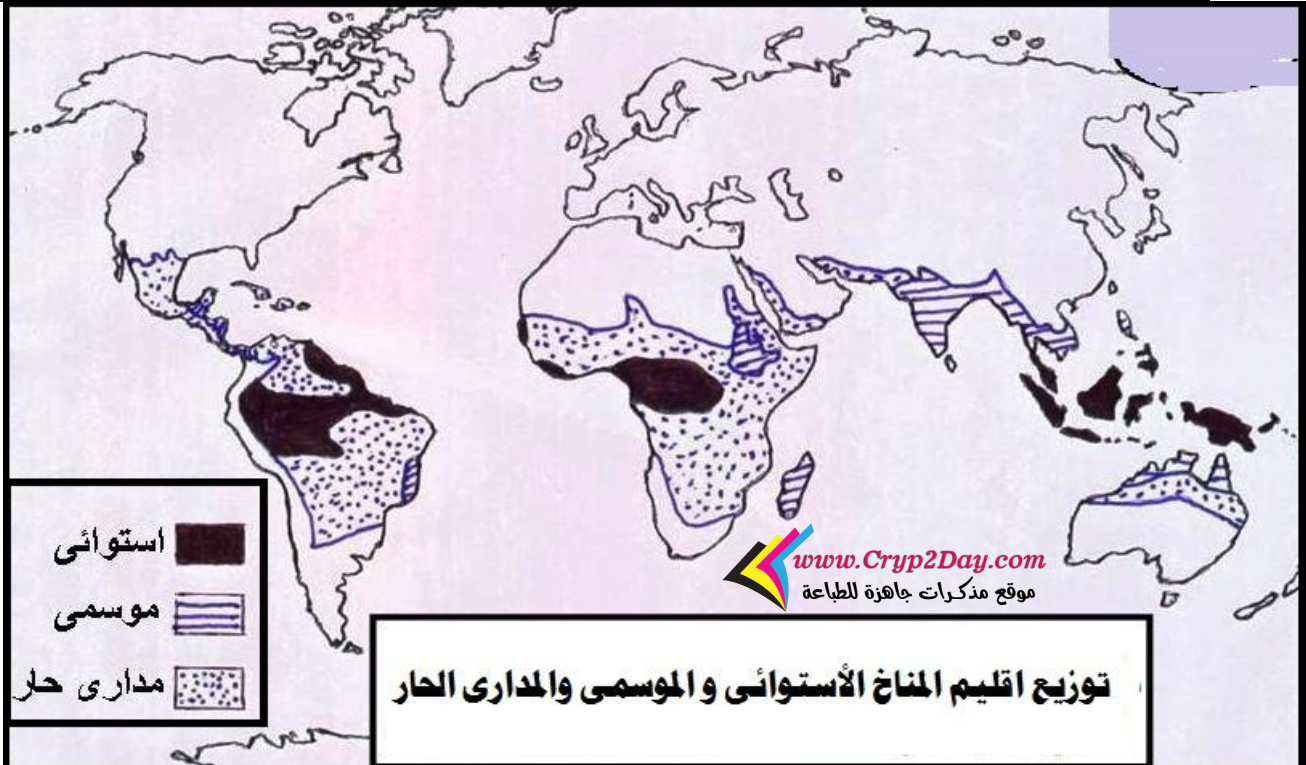 www.Cryp2Day.com
موقع مذكرات جاهزة للطباعة
استوائى
موسمى
مدارى حار
توزيع اقليم المناخ الأستوائى و الموسمى والمدارى الحار